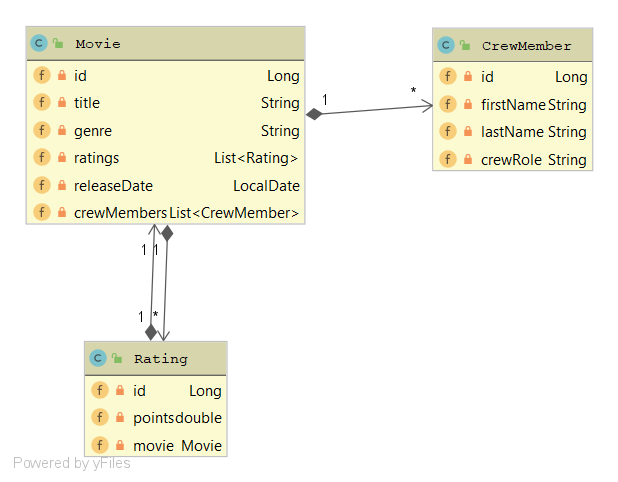 C Movie
f id Long
f title String
f genre String
f ratings List<Rating>
f releaseDate LocalDate
f crewMembers List<CrewMember>
C CrewMember
f id Long
f firstName String
f lastName String
f crewRole String
1 *
1 1
1 *
C Rating
f id Long
f points double
f movie Movie
Powered by yFiles